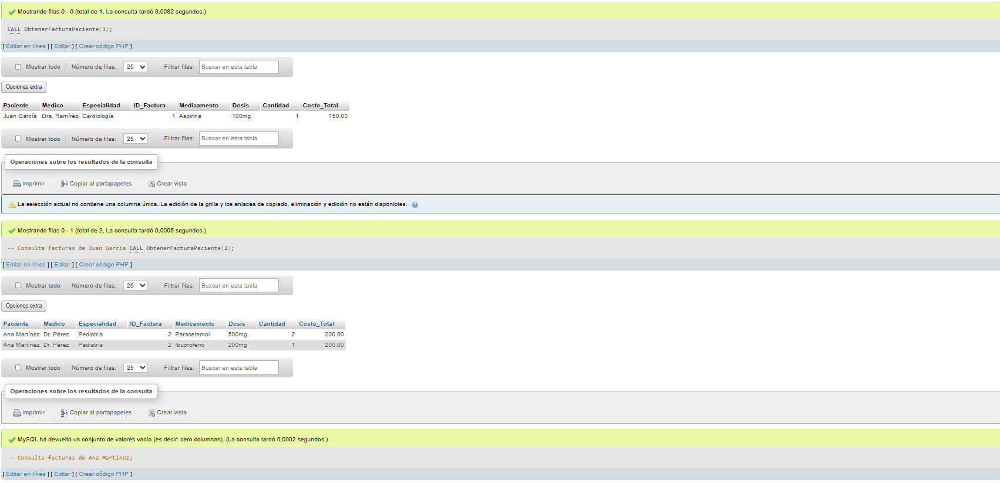 Mostrando filas 0 - 0 (total de 1, La consulta tardó 0,0082 segundos.)
CALL ObtenerFacturaPaciente(1);
[ Editar en línea ] [ Editar ] [ Crear código PHP ]
Mostrar todo Número de filas: 25 Filtrar filas: Buscar en esta tabla
Opciones extra
Paciente Medico Especialidad ID_Factura Medicamento Dosis Cantidad Costo_Total
Juan García Dra. Ramírez Cardiología 1 Aspirina 100mg 1 150.00
Mostrar todo Número de filas: 25 Filtrar filas: Buscar en esta tabla
Operaciones sobre los resultados de la consulta
Imprimir Copiar al portapapeles Crear vista
La selección actual no contiene una columna única. La edición de la grilla y los enlaces de copiado, eliminación y edición no están disponibles.
Mostrando filas 0 - 1 (total de 2, La consulta tardó 0,0005 segundos.)
-- Consulta facturas de Juan García CALL ObtenerFacturaPaciente(2);
[ Editar en línea ] [ Editar ] [ Crear código PHP ]
Mostrar todo Número de filas: 25 Filtrar filas: Buscar en esta tabla
Opciones extra
Paciente Medico Especialidad ID_Factura Medicamento Dosis Cantidad Costo_Total
Ana Martínez Dr. Pérez Pediatría 2 Paracetamol 500mg 2 200.00
Ana Martínez Dr. Pérez Pediatría 2 Ibuprofeno 200mg 1 200.00
Mostrar todo Número de filas: 25 Filtrar filas: Buscar en esta tabla
Operaciones sobre los resultados de la consulta
Imprimir Copiar al portapapeles Crear vista
MySQL ha devuelto un conjunto de valores vacío (es decir: cero columnas). (La consulta tardó 0,0002 segundos.)
-- Consulta facturas de Ana Martínez;
[ Editar en línea ] [ Editar ] [ Crear código PHP ]